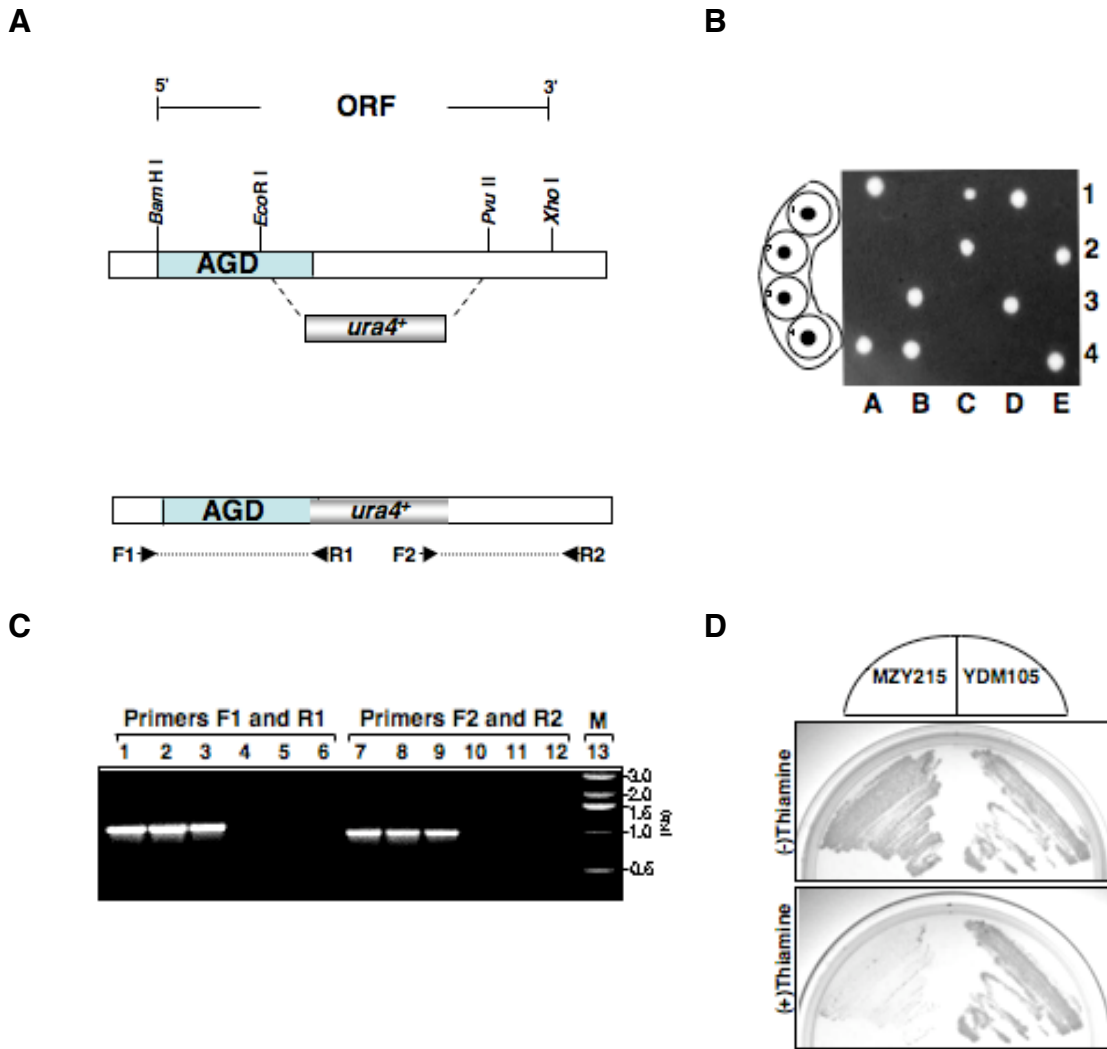 A
5' 3'
ORF
BamH I
EcoR I
Pvu II
Xho I
AGD
ura4+
AGD ura4+
F1 R1 F2 R2
B
1
2
3
4
A B C D E
C
Primers F1 and R1 Primers F2 and R2 M
1 2 3 4 5 6 7 8 9 10 11 12 13
3.0
2.0
1.5
1.0
0.5
(Kb)
D
MZY215 YDM105
(-)Thiamine
(+)Thiamine